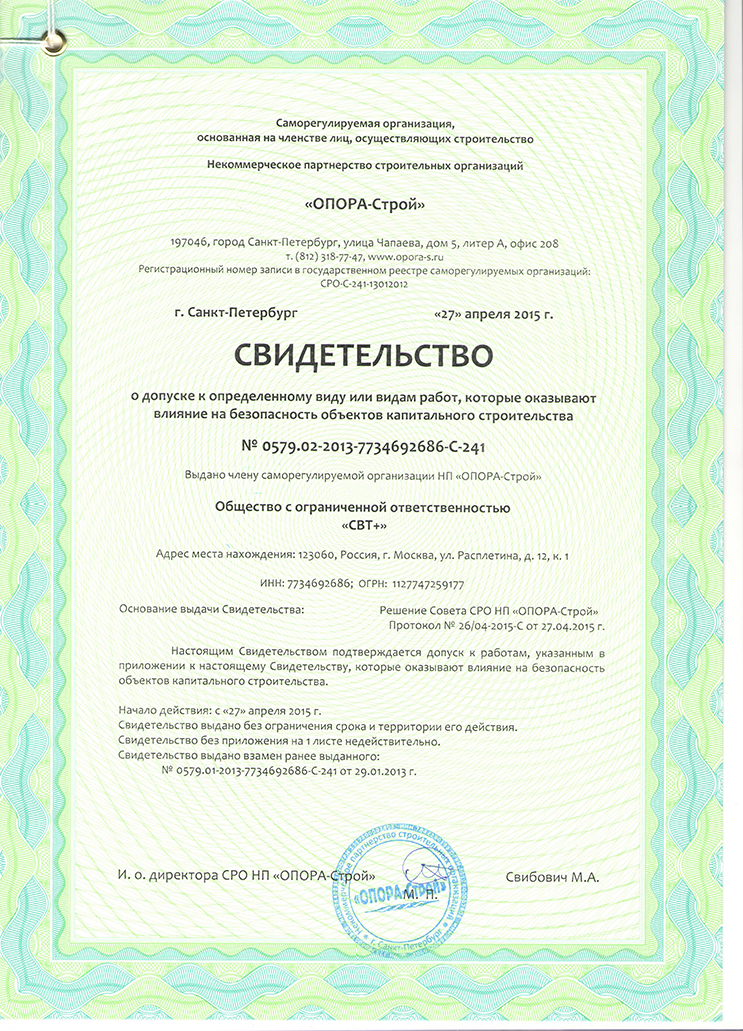 Саморегулируемая организация,
основанная на членстве лиц, осуществляющих строительство
Некоммерческое партнерство строительных организаций
«ОПОРА-Строй»
197046, город Санкт-Петербург, улица Чапаева, дом 5, литер А, офис 208
т. (812) 318-77-47, www.opora-s.ru
Регистрационный номер записи в государственном реестре саморегулируемых организаций:
СРО-С-241-13012012
г. Санкт-Петербург «27» апреля 2015 г.
СВИДЕТЕЛЬСТВО
о допуске к определенному виду или видам работ, которые оказывают
влияние на безопасность объектов капитального строительства
№ 0579.02-2013-7734692686-С-241
Выдано члену саморегулируемой организации НП «ОПОРА-Строй»
Общество с ограниченной ответственностью
«СВТ+»
Адрес места нахождения: 123060, Россия, г. Москва, ул. Расплетина, д. 12, к. 1
ИНН: 7734692686; ОГРН: 1127747259177
Основание выдачи Свидетельства: Решение Совета СРО НП «ОПОРА-Строй»
Протокол № 26/04-2015-С от 27.04.2015 г.
Настоящим Свидетельством подтверждается допуск к работам, указанным в
приложении к настоящему Свидетельству, которые оказывают влияние на безопасность
объектов капитального строительства.
Начало действия: с «27» апреля 2015 г.
Свидетельство выдано без ограничения срока и территории его действия.
Свидетельство без приложения на 1 листе недействительно.
Свидетельство выдано взамен ранее выданного:
№ 0579.01-2013-7734692686-С-241 от 29.01.2013 г.
И. о. директора СРО НП «ОПОРА-Строй» Свибович М.А.
М. П.
Некоммерческое партнерство строительных организаций
«ОПОРА-СТРОЙ»
г. Санкт-Петербург